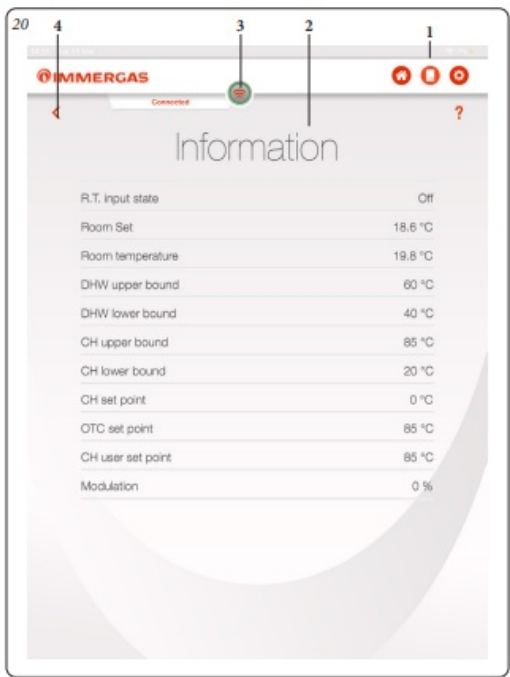 20 4 3 2 1
IMMERGAS
Connected
?
Information
R.T. input state Off
Room Set 18.6 °C
Room temperature 19.8 °C
DHW upper bound 60 °C
DHW lower bound 40 °C
CH upper bound 85 °C
CH lower bound 20 °C
CH set point 0 °C
OTC set point 85 °C
CH user set point 85 °C
Modulation 0 %